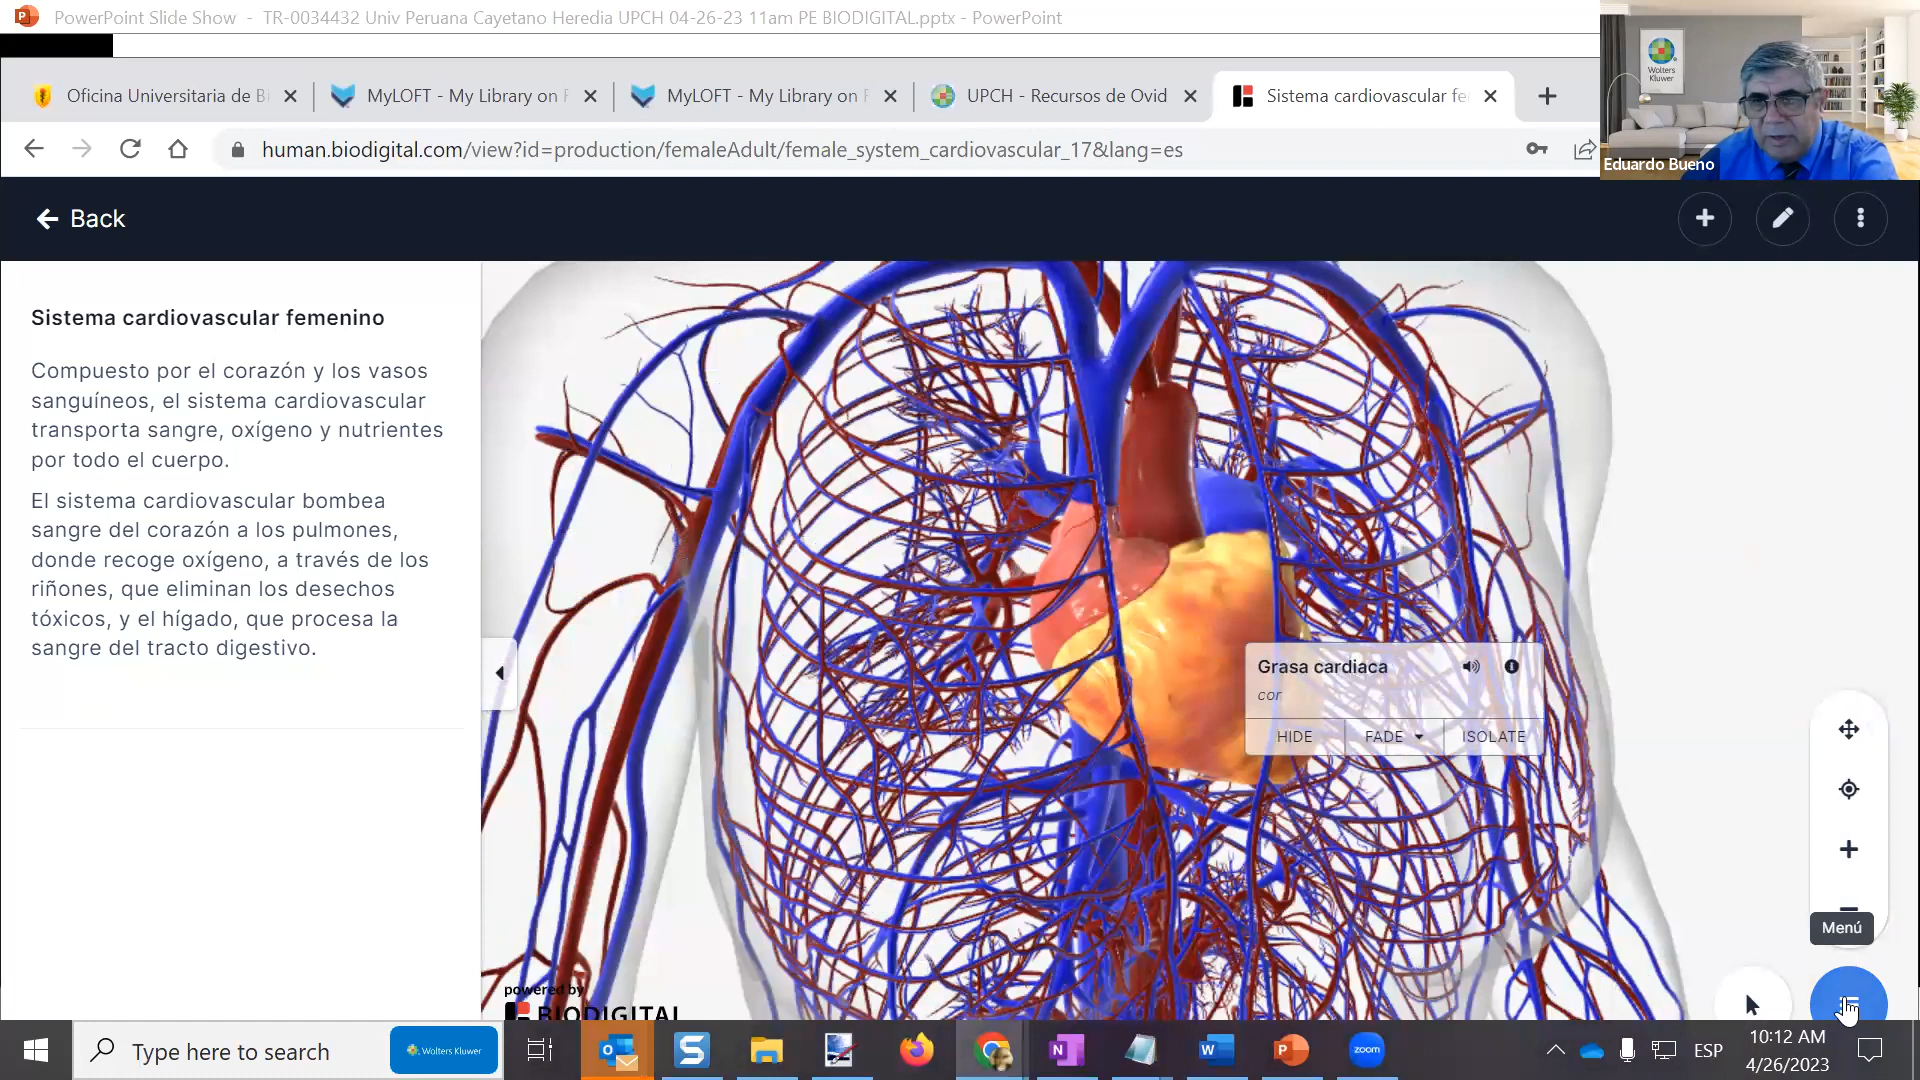 PowerPoint Slide Show - TR-0034432 Univ Peruana Cayetano Heredia UPCH 04-26-23 11am PE BIODIGITAL.pptx - PowerPoint
Wolters Kluwer
Eduardo Bueno
Oficina Universitaria de Bi
MyLOFT - My Library on F
MyLOFT - My Library on F
UPCH - Recursos de Ovid
Sistema cardiovascular fe
human.biodigital.com/view?id=production/femaleAdult/female_system_cardiovascular_17&lang=es
Back
Sistema cardiovascular femenino
Compuesto por el corazón y los vasos
sanguíneos, el sistema cardiovascular
transporta sangre, oxígeno y nutrientes
por todo el cuerpo.
El sistema cardiovascular bombea
sangre del corazón a los pulmones,
donde recoge oxígeno, a través de los
riñones, que eliminan los desechos
tóxicos, y el hígado, que procesa la
sangre del tracto digestivo.
Grasa cardiaca
cor
HIDE
FADE
ISOLATE
Menú
powered by
BIODIGITAL
Type here to search
Wolters Kluwer
zoom
ESP
10:12 AM
4/26/2023